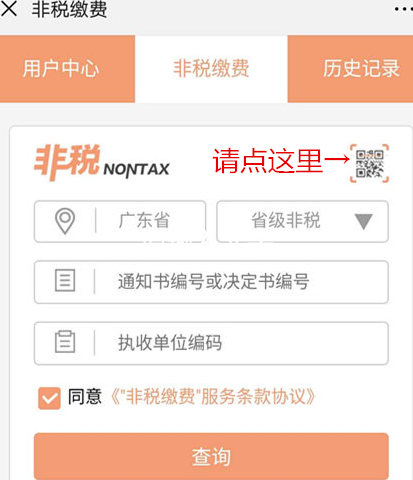 非税缴费
用户中心 非税缴费 历史记录
非税 NONTAX 请点这里→
广东省 省级非税
通知书编号或决定书编号
执收单位编码
同意《"非税缴费"服务条款协议》
查询